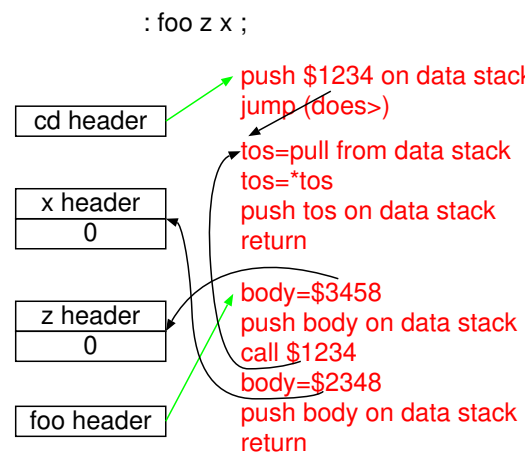 : foo z x ;
push $1234 on data stack
jump (does>)
cd header
tos=pull from data stack
tos=*tos
push tos on data stack
return
x header
0
body=$3458
push body on data stack
call $1234
body=$2348
push body on data stack
return
z header
0
foo header